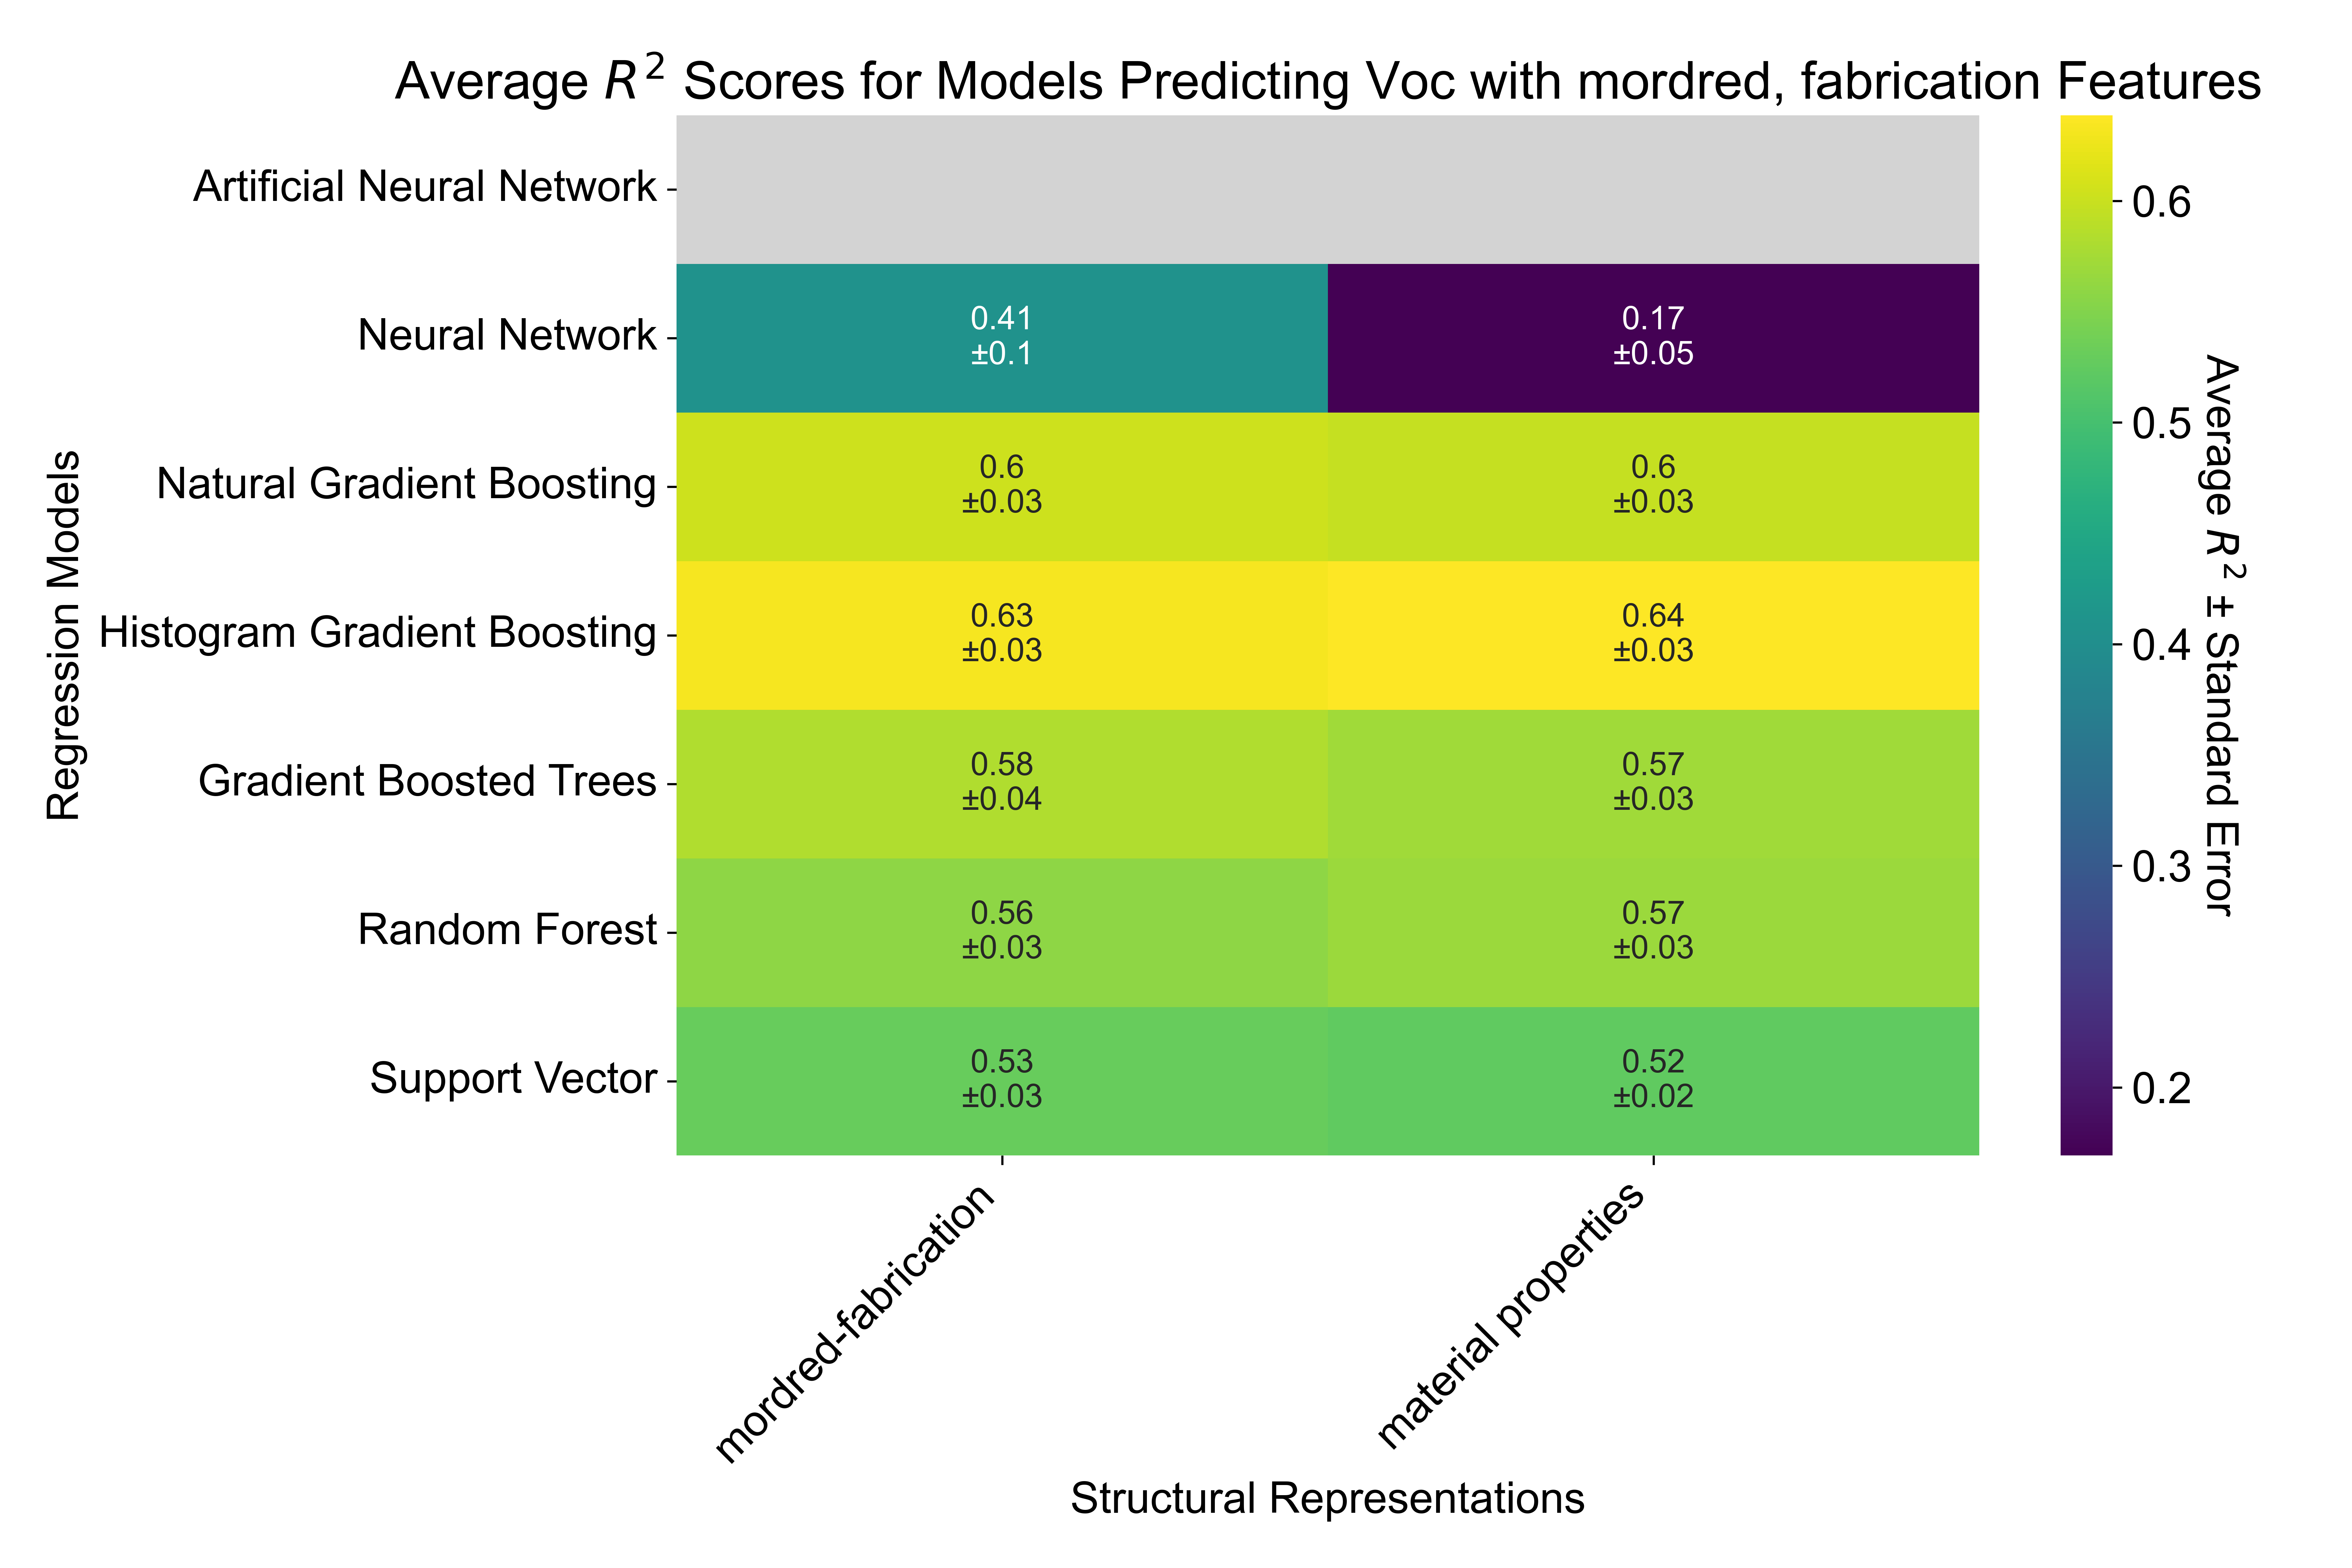 Average R² Scores for Models Predicting Voc with mordred, fabrication Features
Regression Models
Artificial Neural Network
Neural Network
0.41
±0.1
0.17
±0.05
Natural Gradient Boosting
0.6
±0.03
0.6
±0.03
Histogram Gradient Boosting
0.63
±0.03
0.64
±0.03
Gradient Boosted Trees
0.58
±0.04
0.57
±0.03
Random Forest
0.56
±0.03
0.57
±0.03
Support Vector
0.53
±0.03
0.52
±0.02
mordred-fabrication
material properties
Structural Representations
0.6
0.5
0.4
0.3
0.2
Average R² ± Standard Error